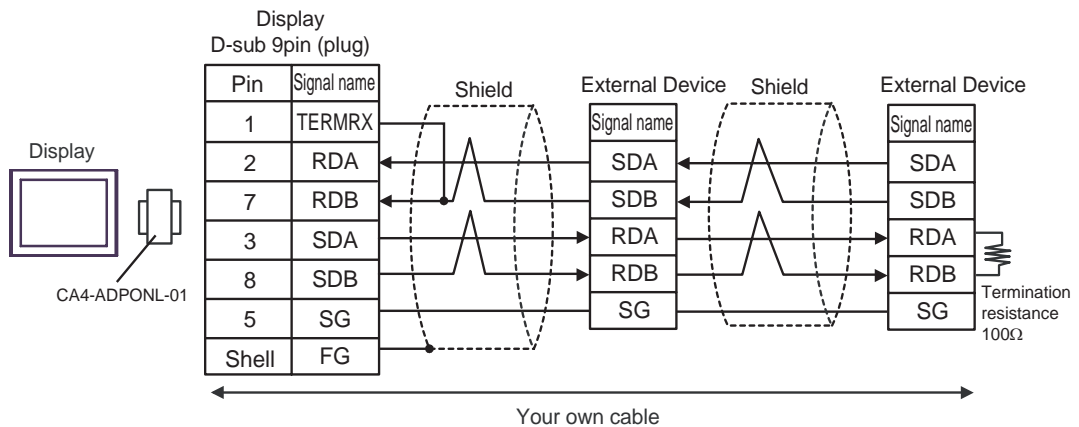 Display
D-sub 9pin (plug)
Pin Signal name
1 TERMRX
2 RDA
7 RDB
3 SDA
8 SDB
5 SG
Shell FG
Display
CA4-ADPONL-01
Shield
External Device
Signal name
SDA
SDB
RDA
RDB
SG
Shield
External Device
Signal name
SDA
SDB
RDA
RDB
SG
Termination
resistance
100Ω
Your own cable